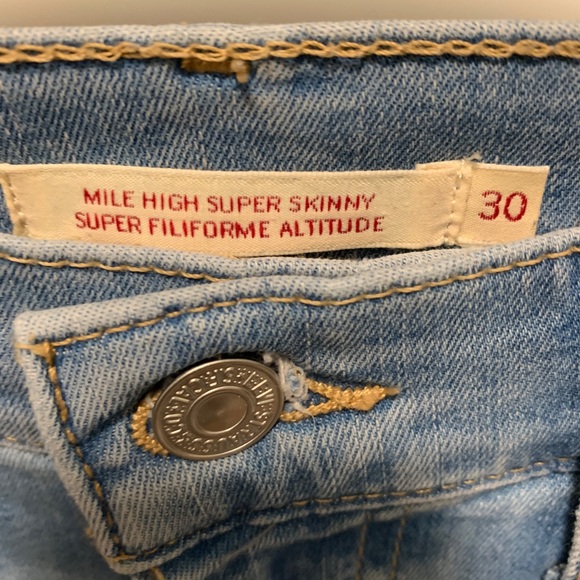 MILE HIGH SUPER SKINNY
SUPER FILIFORME ALTITUDE
30